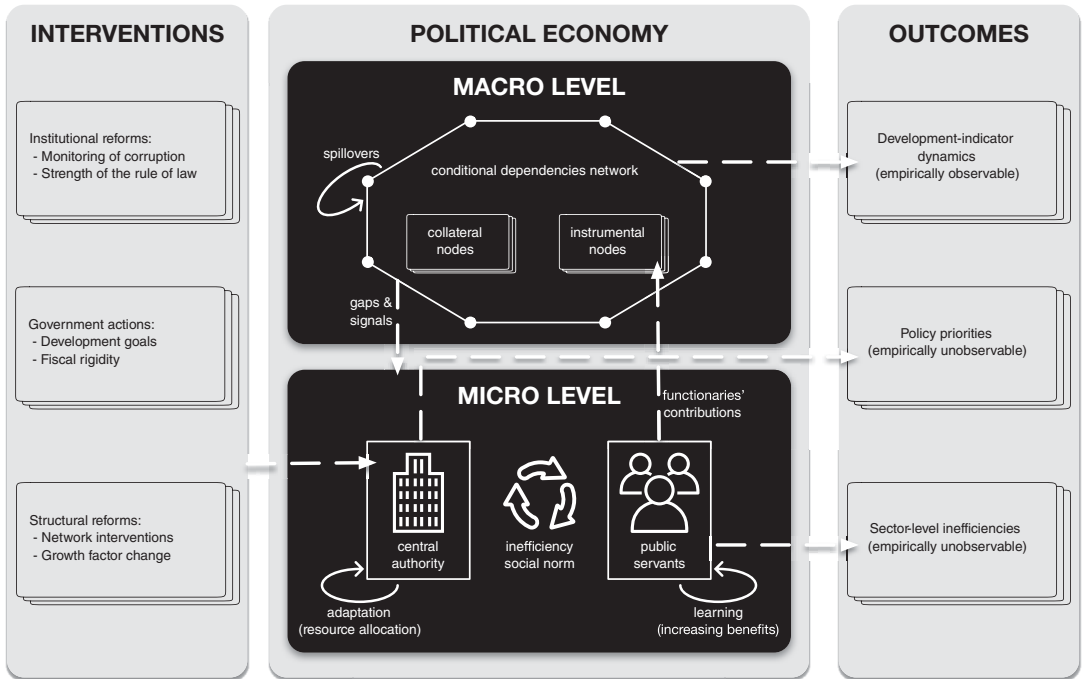 INTERVENTIONS
Institutional reforms:
- Monitoring of corruption
- Strength of the rule of law
Government actions:
- Development goals
- Fiscal rigidity
Structural reforms:
- Network interventions
- Growth factor change
POLITICAL ECONOMY
MACRO LEVEL
spillovers
conditional dependencies network
collateral
nodes
instrumental
nodes
gaps &
signals
MICRO LEVEL
functionaries'
contributions
central
authority
inefficiency
social norm
public
servants
adaptation
(resource allocation)
learning
(increasing benefits)
OUTCOMES
Development-indicator
dynamics
(empirically observable)
Policy priorities
(empirically unobservable)
Sector-level inefficiencies
(empirically unobservable)